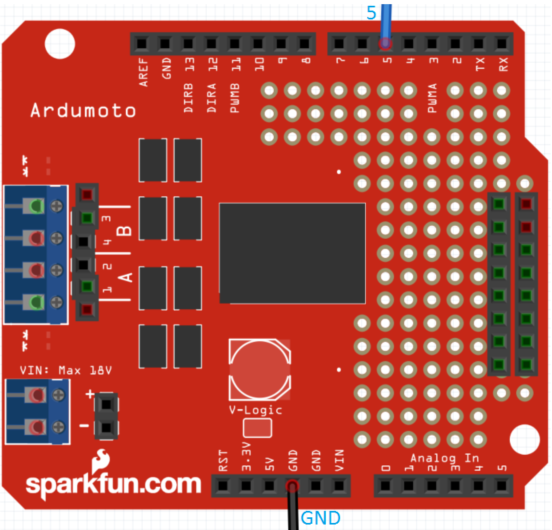 5
AREF GND DIRB 13 DIRA 12 PWMB 11 10 9 8 7 6 5 4 PWMA 3 2 TX RX
Ardumoto
3
B
4
2
A
1
VIN: Max 18V
+
-
V-Logic
RST 3.3V 5V GND GND VIN
Analog In
0 1 2 3 4 5
sparkfun.com
GND